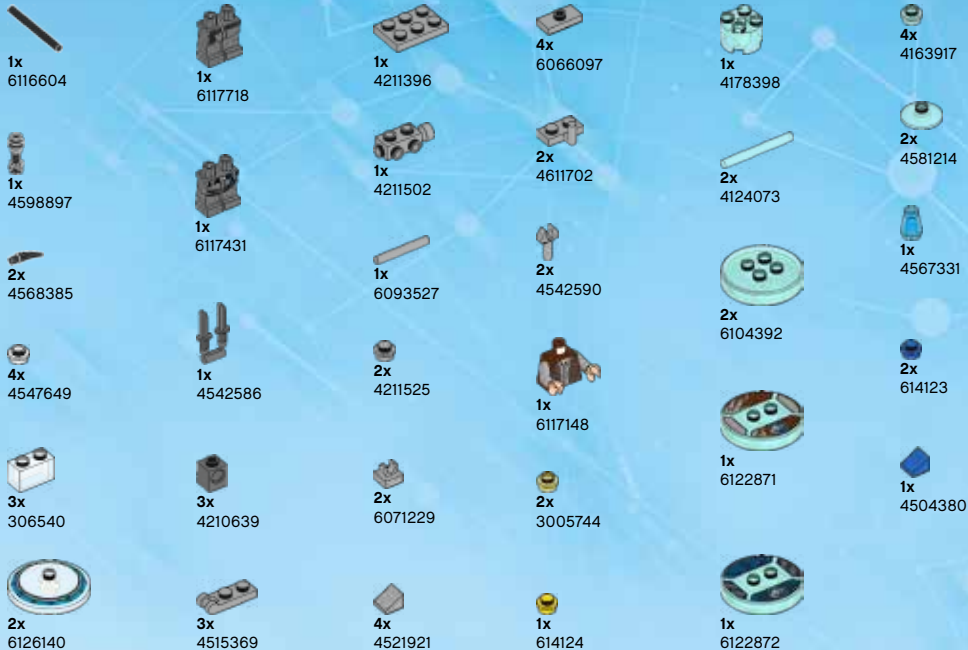 1x
6116604
1x
4598897
2x
4568385
4x
4547649
3x
306540
2x
6126140
1x
6117718
1x
6117431
1x
4542586
3x
4210639
3x
4515369
1x
4211396
1x
4211502
1x
6093527
2x
4211525
2x
6071229
4x
4521921
4x
6066097
2x
4611702
2x
4542590
1x
6117148
2x
3005744
1x
614124
1x
4178398
2x
4124073
2x
6104392
1x
6122871
1x
6122872
4x
4163917
2x
4581214
1x
4567331
2x
614123
1x
4504380